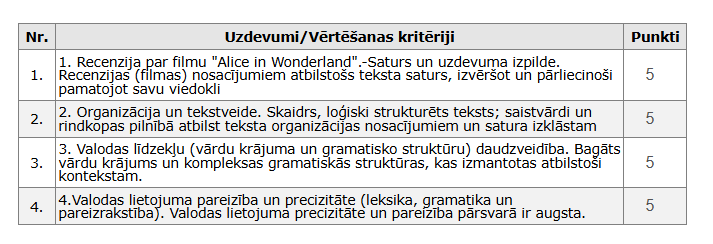 Nr. Uzdevumi/Vērtēšanas kritēriji Punkti
1. Recenzija par filmu "Alice in Wonderland".-Saturs un uzdevuma izpilde.
1. Recenzijas (filmas) nosacījumiem atbilstošs teksta saturs, izvēršot un pārliecinoši 5
pamatojot savu viedokli
2. 2. Organizācija un tekstveide. Skaidrs, loģiski strukturēts teksts; saistvārdi un 5
rindkopas pilnībā atbilst teksta organizācijas nosacījumiem un satura izklāstam
3. Valodas līdzekļu (vārdu krājuma un gramatisko struktūru) daudzveidība. Bagāts
3. vārdu krājums un kompleksas gramatiskās struktūras, kas izmantotas atbilstoši 5
kontekstam.
4. 4.Valodas lietojuma pareizība un precizitāte (leksika, gramatika un 5
pareizrakstība). Valodas lietojuma precizitāte un pareizība pārsvarā ir augsta.